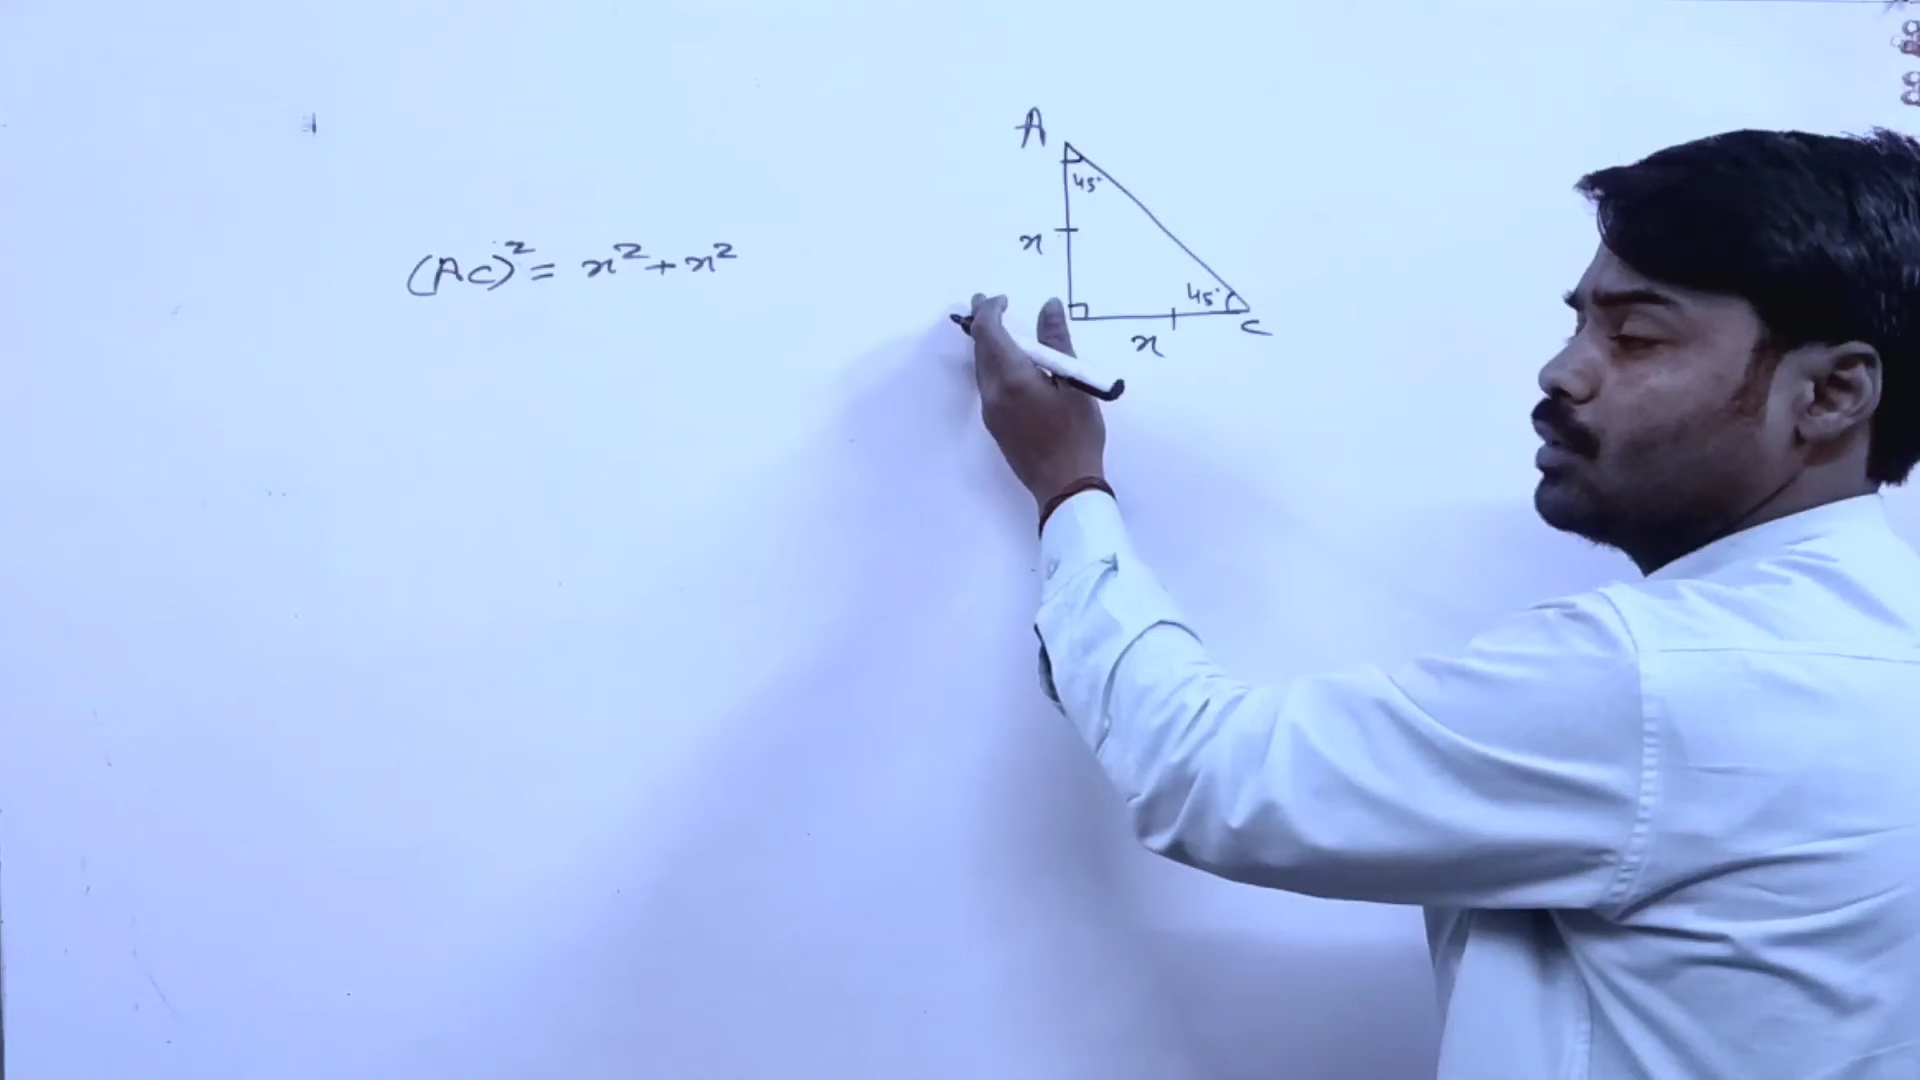 A
45°
(AC)² = x² + x²
x
45°
C
x